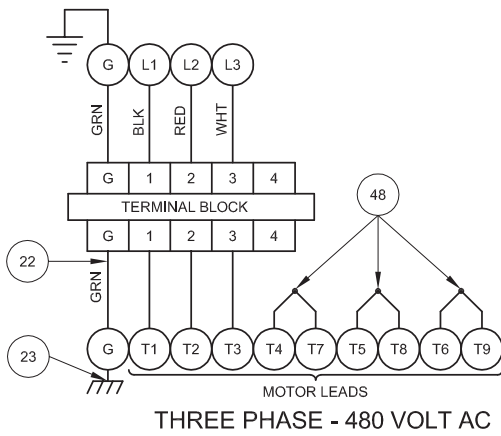 G L1 L2 L3
GRN BLK RED WHT
G 1 2 3 4
TERMINAL BLOCK
G 1 2 3 4
48
22
GRN
23
G T1 T2 T3 T4 T7 T5 T8 T6 T9
MOTOR LEADS
THREE PHASE - 480 VOLT AC